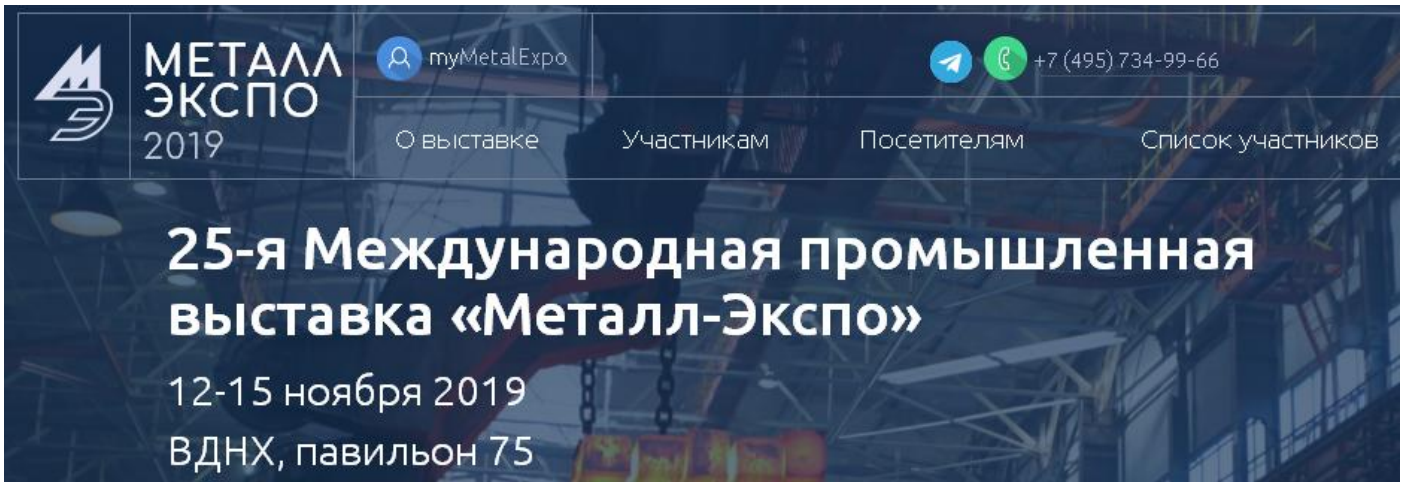 МЕТАЛЛ
ЭКСПО
2019
myMetalExpo
+7 (495) 734-99-66
О выставке
Участникам
Посетителям
Список участников
25-я Международная промышленная
выставка «Металл-Экспо»
12-15 ноября 2019
ВДНХ, павильон 75